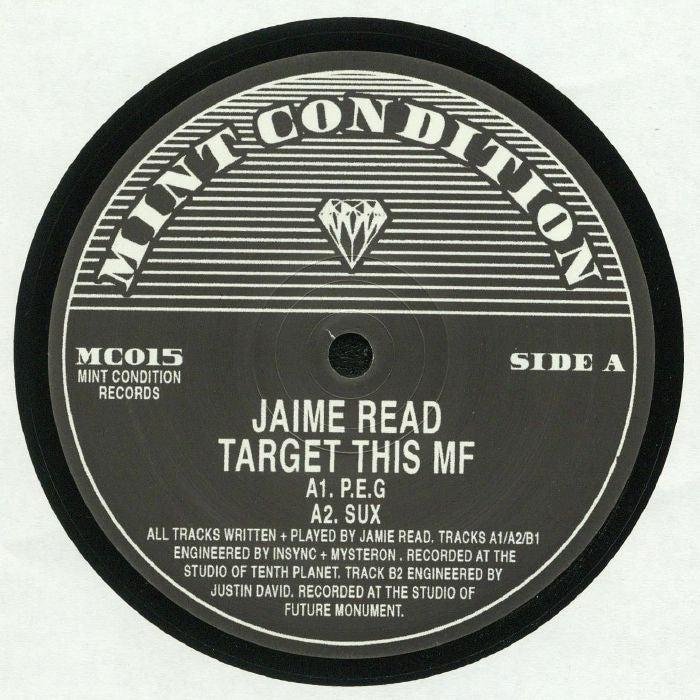 MINT CONDITION
MC015
MINT CONDITION
RECORDS
SIDE A
JAIME READ
TARGET THIS MF
A1. P.E.G
A2. SUX
ALL TRACKS WRITTEN + PLAYED BY JAMIE READ. TRACKS A1/A2/B1
ENGINEERED BY INSYNC + MYSTERON . RECORDED AT THE
STUDIO OF TENTH PLANET. TRACK B2 ENGINEERED BY
JUSTIN DAVID. RECORDED AT THE STUDIO OF
FUTURE MONUMENT.